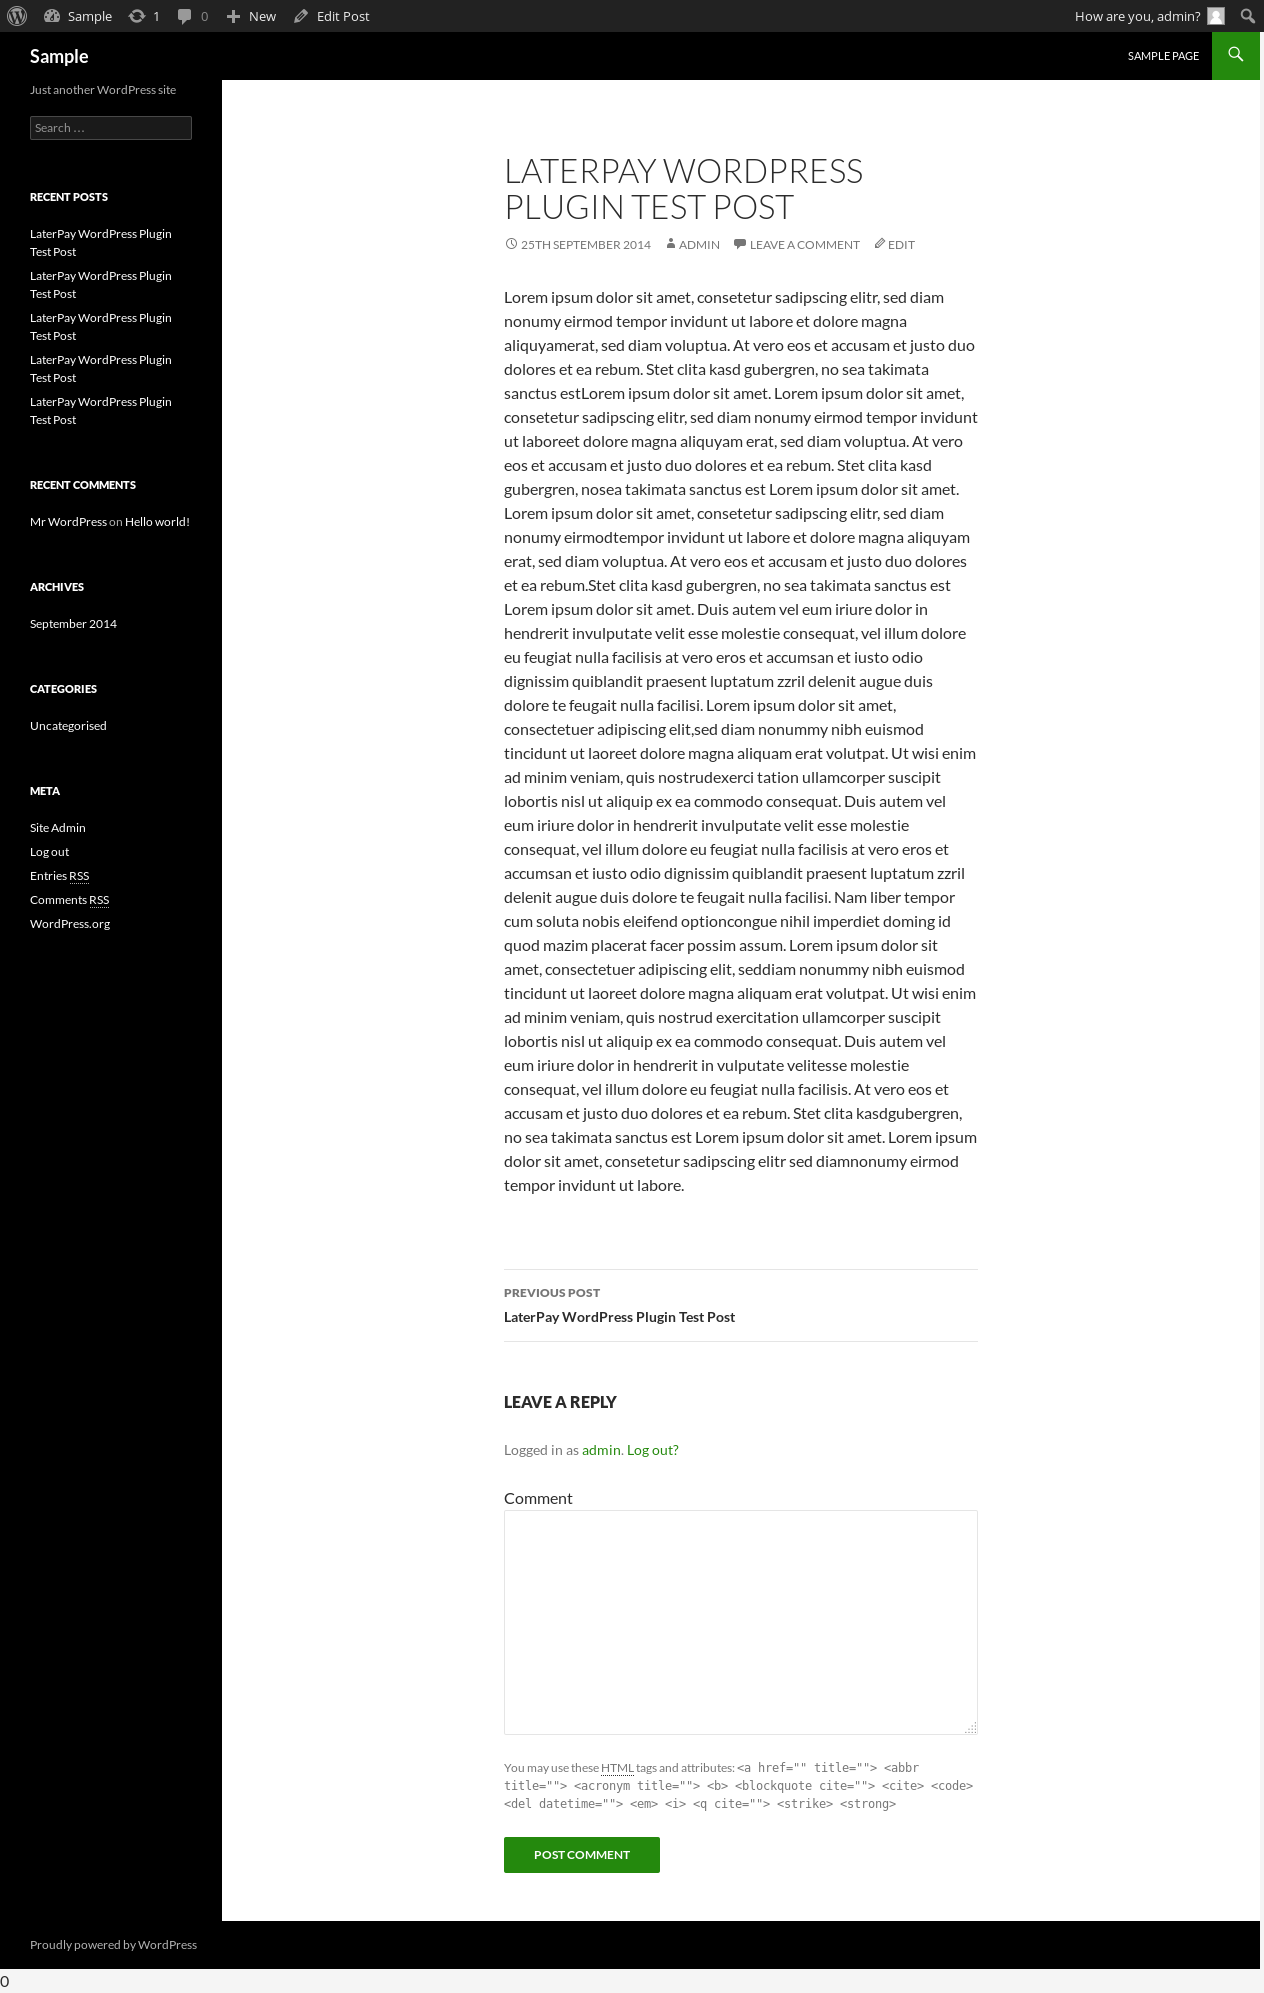 Sample 1 0 New Edit Post How are you, admin?
Sample
SAMPLE PAGE
Just another WordPress site
Search …
RECENT POSTS
LaterPay WordPress Plugin
Test Post
LaterPay WordPress Plugin
Test Post
LaterPay WordPress Plugin
Test Post
LaterPay WordPress Plugin
Test Post
LaterPay WordPress Plugin
Test Post
RECENT COMMENTS
Mr WordPress on Hello world!
ARCHIVES
September 2014
CATEGORIES
Uncategorised
META
Site Admin
Log out
Entries RSS
Comments RSS
WordPress.org
LATERPAY WORDPRESS
PLUGIN TEST POST
25TH SEPTEMBER 2014 ADMIN LEAVE A COMMENT EDIT
Lorem ipsum dolor sit amet, consetetur sadipscing elitr, sed diam
nonumy eirmod tempor invidunt ut labore et dolore magna
aliquyamerat, sed diam voluptua. At vero eos et accusam et justo duo
dolores et ea rebum. Stet clita kasd gubergren, no sea takimata
sanctus estLorem ipsum dolor sit amet. Lorem ipsum dolor sit amet,
consetetur sadipscing elitr, sed diam nonumy eirmod tempor invidunt
ut laboreet dolore magna aliquyam erat, sed diam voluptua. At vero
eos et accusam et justo duo dolores et ea rebum. Stet clita kasd
gubergren, nosea takimata sanctus est Lorem ipsum dolor sit amet.
Lorem ipsum dolor sit amet, consetetur sadipscing elitr, sed diam
nonumy eirmodtempor invidunt ut labore et dolore magna aliquyam
erat, sed diam voluptua. At vero eos et accusam et justo duo dolores
et ea rebum.Stet clita kasd gubergren, no sea takimata sanctus est
Lorem ipsum dolor sit amet. Duis autem vel eum iriure dolor in
hendrerit invulputate velit esse molestie consequat, vel illum dolore
eu feugiat nulla facilisis at vero eros et accumsan et iusto odio
dignissim quiblandit praesent luptatum zzril delenit augue duis
dolore te feugait nulla facilisi. Lorem ipsum dolor sit amet,
consectetuer adipiscing elit,sed diam nonummy nibh euismod
tincidunt ut laoreet dolore magna aliquam erat volutpat. Ut wisi enim
ad minim veniam, quis nostrudexerci tation ullamcorper suscipit
lobortis nisl ut aliquip ex ea commodo consequat. Duis autem vel
eum iriure dolor in hendrerit invulputate velit esse molestie
consequat, vel illum dolore eu feugiat nulla facilisis at vero eros et
accumsan et iusto odio dignissim quiblandit praesent luptatum zzril
delenit augue duis dolore te feugait nulla facilisi. Nam liber tempor
cum soluta nobis eleifend optioncongue nihil imperdiet doming id
quod mazim placerat facer possim assum. Lorem ipsum dolor sit
amet, consectetuer adipiscing elit, seddiam nonummy nibh euismod
tincidunt ut laoreet dolore magna aliquam erat volutpat. Ut wisi enim
ad minim veniam, quis nostrud exercitation ullamcorper suscipit
lobortis nisl ut aliquip ex ea commodo consequat. Duis autem vel
eum iriure dolor in hendrerit in vulputate velitesse molestie
consequat, vel illum dolore eu feugiat nulla facilisis. At vero eos et
accusam et justo duo dolores et ea rebum. Stet clita kasdgubergren,
no sea takimata sanctus est Lorem ipsum dolor sit amet. Lorem ipsum
dolor sit amet, consetetur sadipscing elitr sed diamnonumy eirmod
tempor invidunt ut labore.
PREVIOUS POST
LaterPay WordPress Plugin Test Post
LEAVE A REPLY
Logged in as admin. Log out?
Comment
You may use these HTML tags and attributes: <a href="" title=""> <abbr
title=""> <acronym title=""> <b> <blockquote cite=""> <cite> <code>
<del datetime=""> <em> <i> <q cite=""> <strike> <strong>
POST COMMENT
Proudly powered by WordPress
0